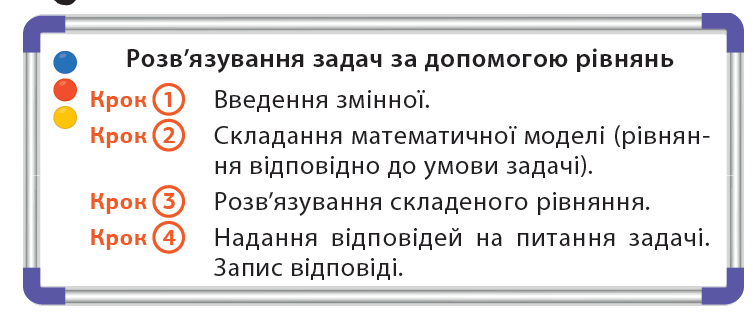 Розв’язування задач за допомогою рівнянь
Крок 1 Введення змінної.
Крок 2 Складання математичної моделі (рівнян-
ня відповідно до умови задачі).
Крок 3 Розв’язування складеного рівняння.
Крок 4 Надання відповідей на питання задачі.
Запис відповіді.